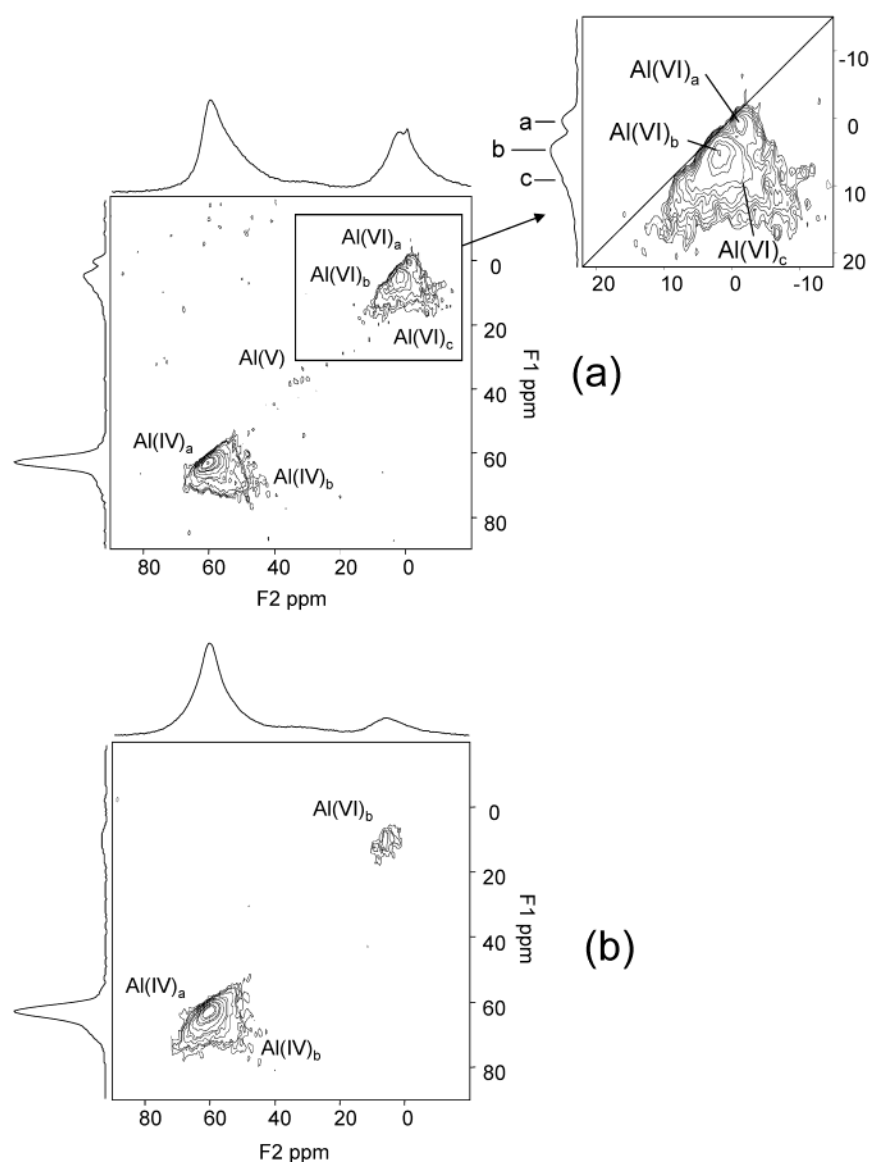 -10
Al(VI)a
a
0
Al(VI)b
b
c
10
Al(VI)c
20
20 10 0 -10
Al(VI)a
0
Al(VI)b
20
Al(VI)c
Al(V)
F1 ppm
(a)
40
Al(IV)a
60
Al(IV)b
80
80 60 40 20 0
F2 ppm
Al(VI)b
0
20
F1 ppm
40
(b)
Al(IV)a
60
Al(IV)b
80
80 60 40 20 0
F2 ppm